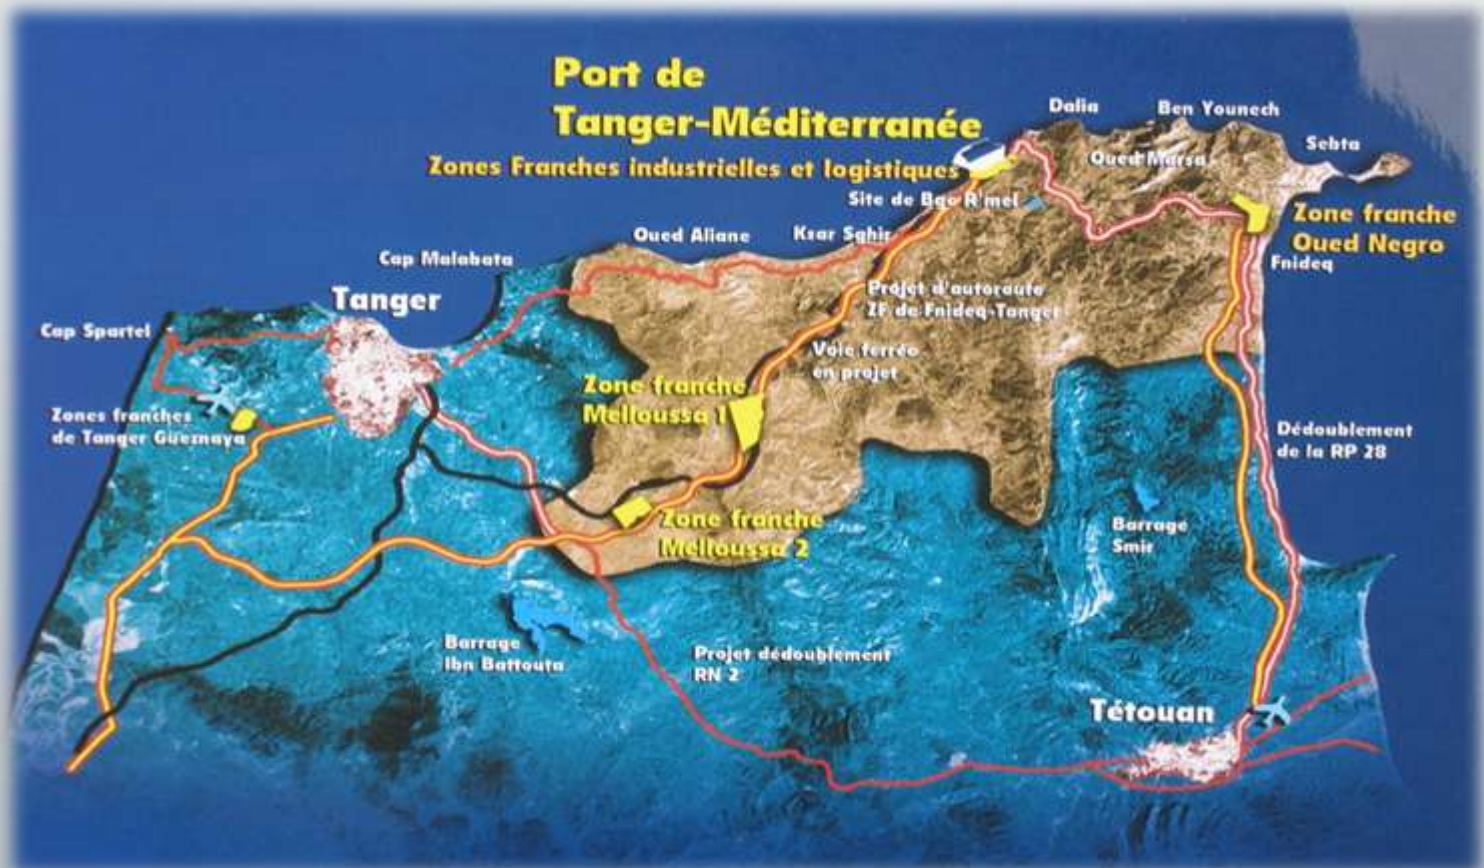 Port de
Tanger-Méditerranée
Zones Franches industrielles et logistiques
Dalia
Ben Younech
Sebta
Oued Marsa
Site de Bqe R'mel
Zone franche
Oued Negro
Fnideq
Oued Aliane
Ksar Sghir
Cap Malabata
Tanger
Cap Spartel
Projet d'autoroute
ZF de Fnideq-Tanger
Voie ferrée
en projet
Zone franche
Melloussa 1
Zones franches
de Tanger Gueznaya
Dédoublement
de la RP 28
Zone franche
Melloussa 2
Barrage
Smir
Barrage
Ibn Battouta
Projet dédoublement
RN 2
Tétouan